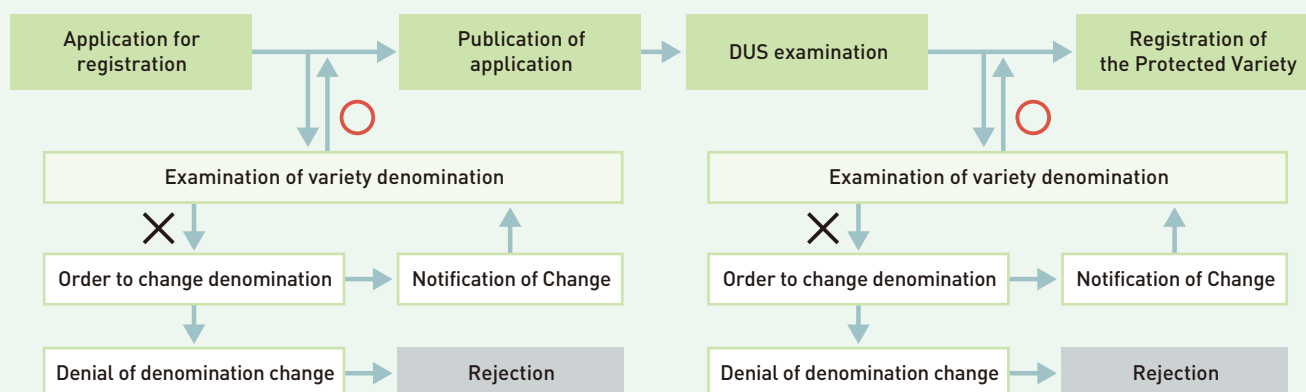 Application for
registration
Publication of
application
DUS examination
Registration of
the Protected Variety
Examination of variety denomination
Order to change denomination
Notification of Change
Denial of denomination change
Rejection
Examination of variety denomination
Order to change denomination
Notification of Change
Denial of denomination change
Rejection